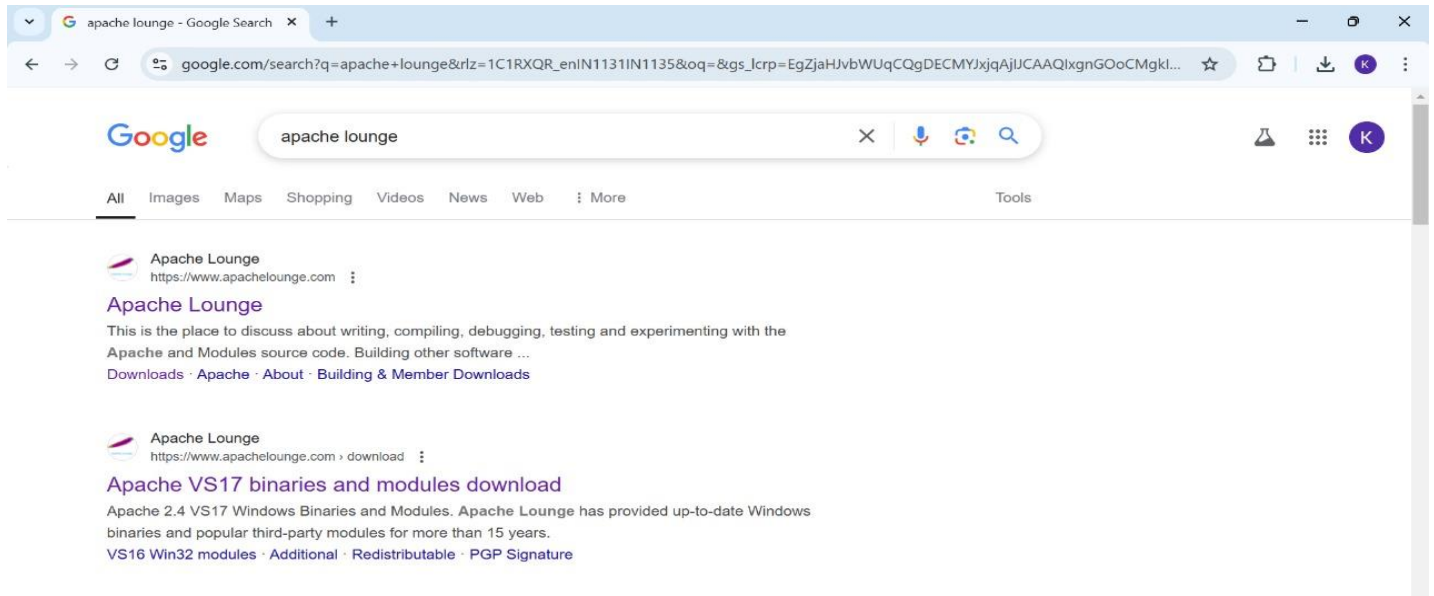 apache lounge - Google Search
google.com/search?q=apache+lounge&rlz=1C1RXQR_enIN1131IN1135&oq=&gs_lcrp=EgZjaHJvbWUqCQgDECMYJxjqAjIJCAAQIxgnGOoCMgkI...
K
Google
apache lounge
K
All Images Maps Shopping Videos News Web More Tools
Apache Lounge
https://www.apachelounge.com
Apache Lounge
This is the place to discuss about writing, compiling, debugging, testing and experimenting with the
Apache and Modules source code. Building other software ...
Downloads · Apache · About · Building & Member Downloads
Apache Lounge
https://www.apachelounge.com › download
Apache VS17 binaries and modules download
Apache 2.4 VS17 Windows Binaries and Modules. Apache Lounge has provided up-to-date Windows
binaries and popular third-party modules for more than 15 years.
VS16 Win32 modules · Additional · Redistributable · PGP Signature